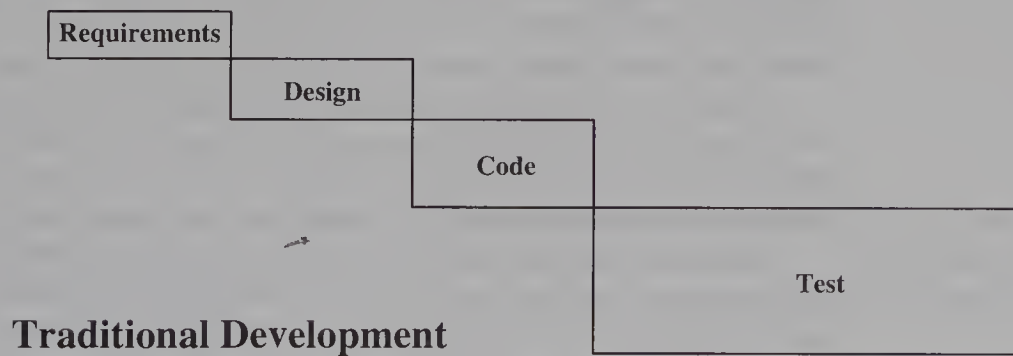 Requirements
Design
Code
Test
Traditional Development